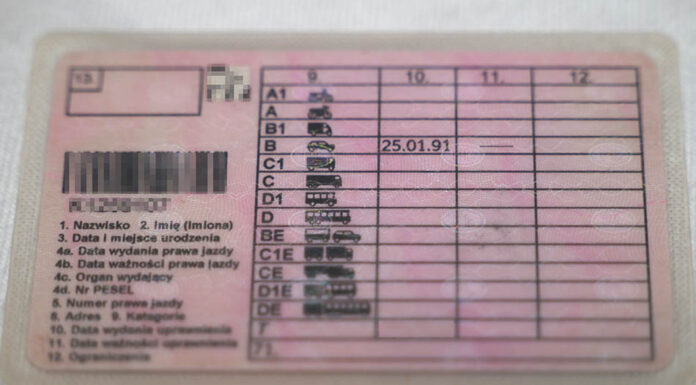 13.
9. 10. 11. 12.
A1
A
B1
B 25.01.91 ——
C1
C
D1
D
BE
C1E
CE
D1E
DE
T
71.
1. Nazwisko 2. Imię (Imiona)
3. Data i miejsce urodzenia
4a. Data wydania prawa jazdy
4b. Data ważności prawa jazdy
4c. Organ wydający
4d. Nr PESEL
5. Numer prawa jazdy
8. Adres 9. Kategorie
10. Data wydania uprawnienia
11. Data ważności uprawnienia
12. Ograniczenia